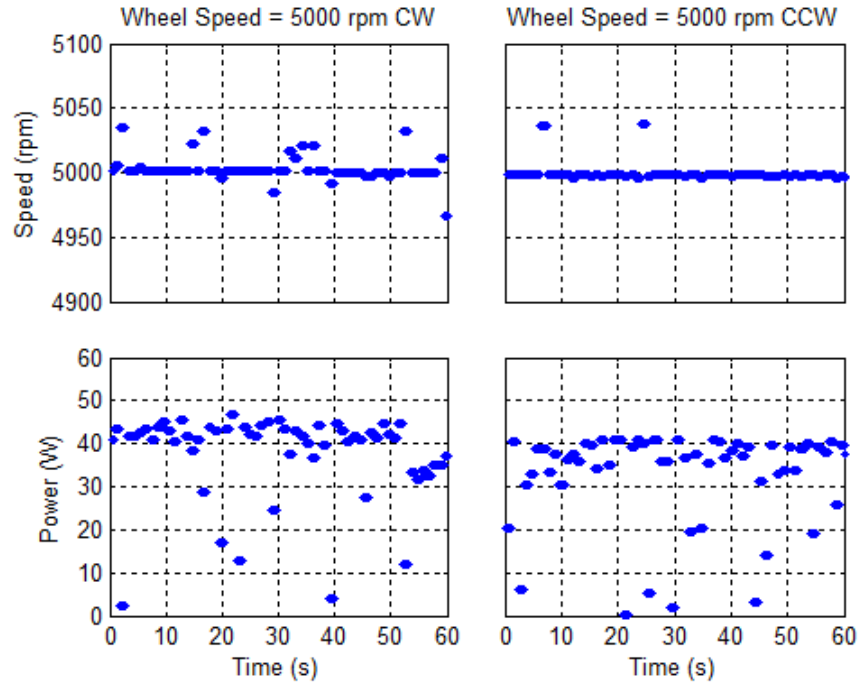 Wheel Speed = 5000 rpm CW
Wheel Speed = 5000 rpm CCW
Speed (rpm)
5100
5050
5000
4950
4900
Power (W)
60
50
40
30
20
10
0
0 10 20 30 40 50 60
0 10 20 30 40 50 60
Time (s)
Time (s)